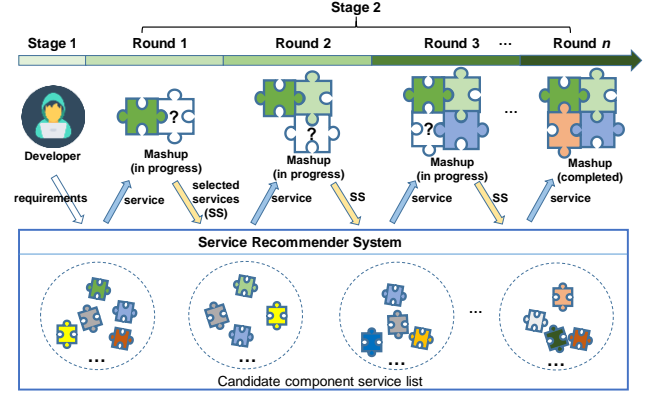 Stage 2
Stage 1
Round 1
Round 2
Round 3
...
Round n
?
?
?
...
Developer
Mashup
(in progress)
Mashup
(in progress)
Mashup
(in progress)
Mashup
(completed)
requirements
service
selected
services
(SS)
service
SS
service
SS
service
Service Recommender System
...
...
...
...
...
Candidate component service list